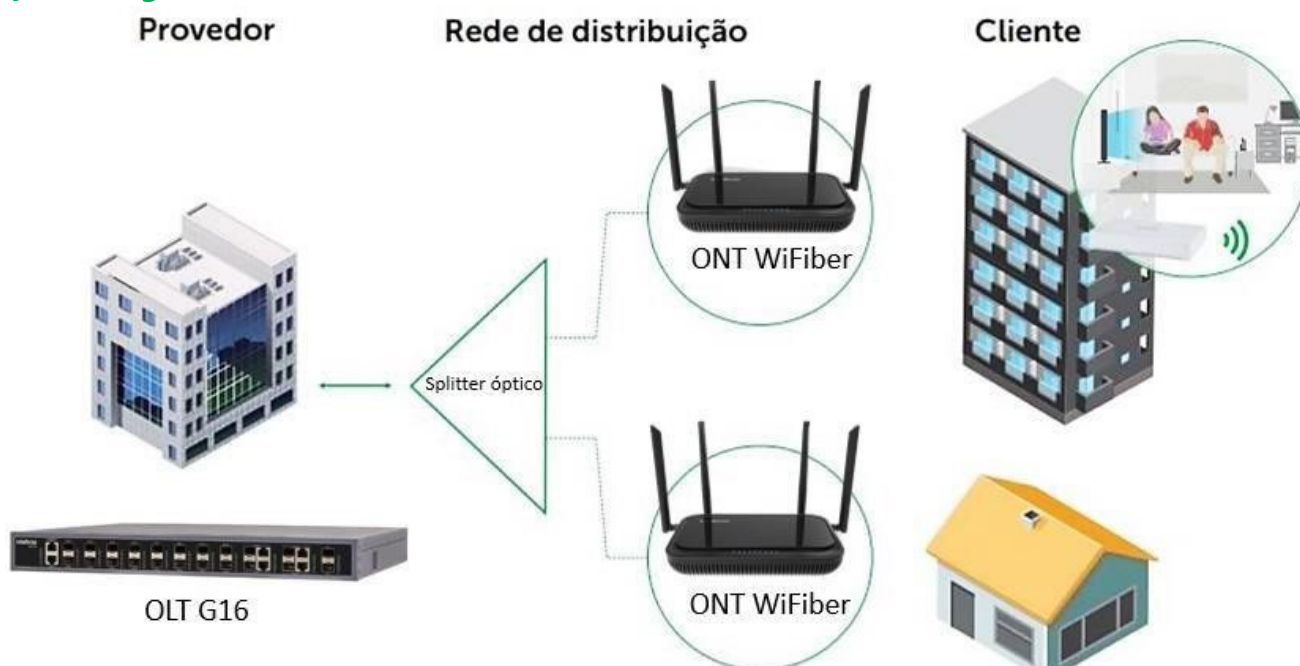 Provedor
Rede de distribuição
Cliente
ONT WiFiber
Splitter óptico
OLT G16
ONT WiFiber